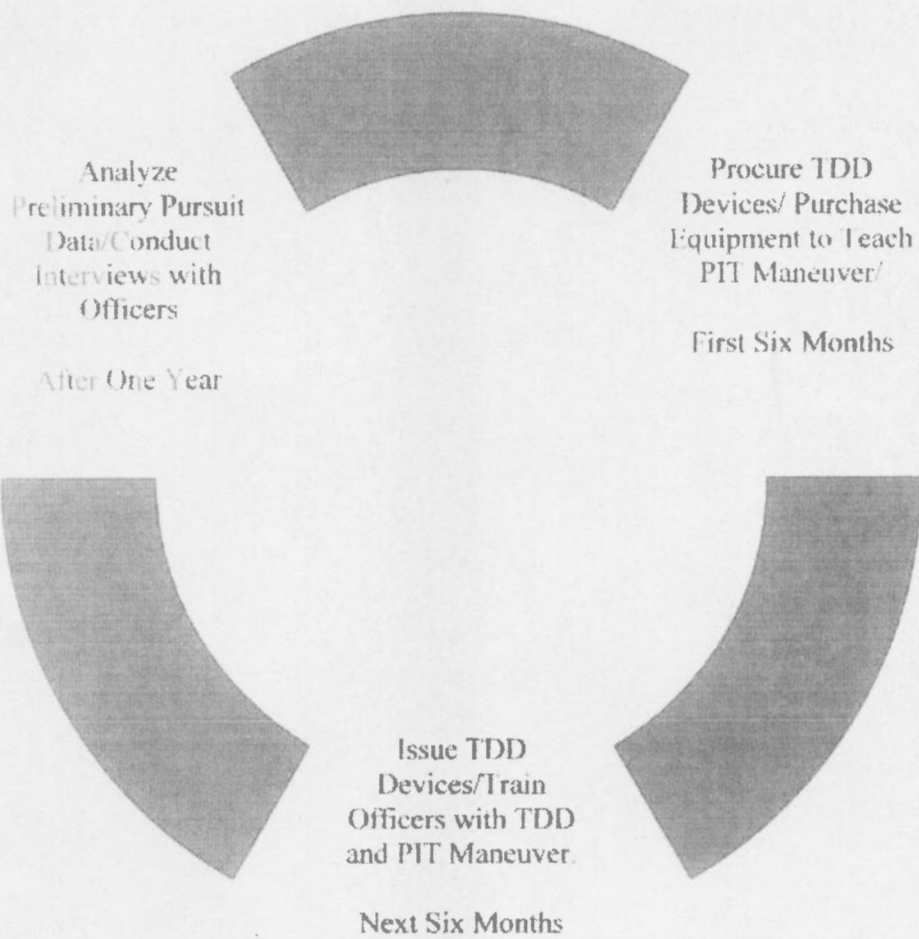 Analyze
Preliminary Pursuit
Data/Conduct
Interviews with
Officers
After One Year
Procure TDD
Devices/ Purchase
Equipment to Teach
PIT Maneuver/
First Six Months
Issue TDD
Devices/Train
Officers with TDD
and PIT Maneuver.
Next Six Months